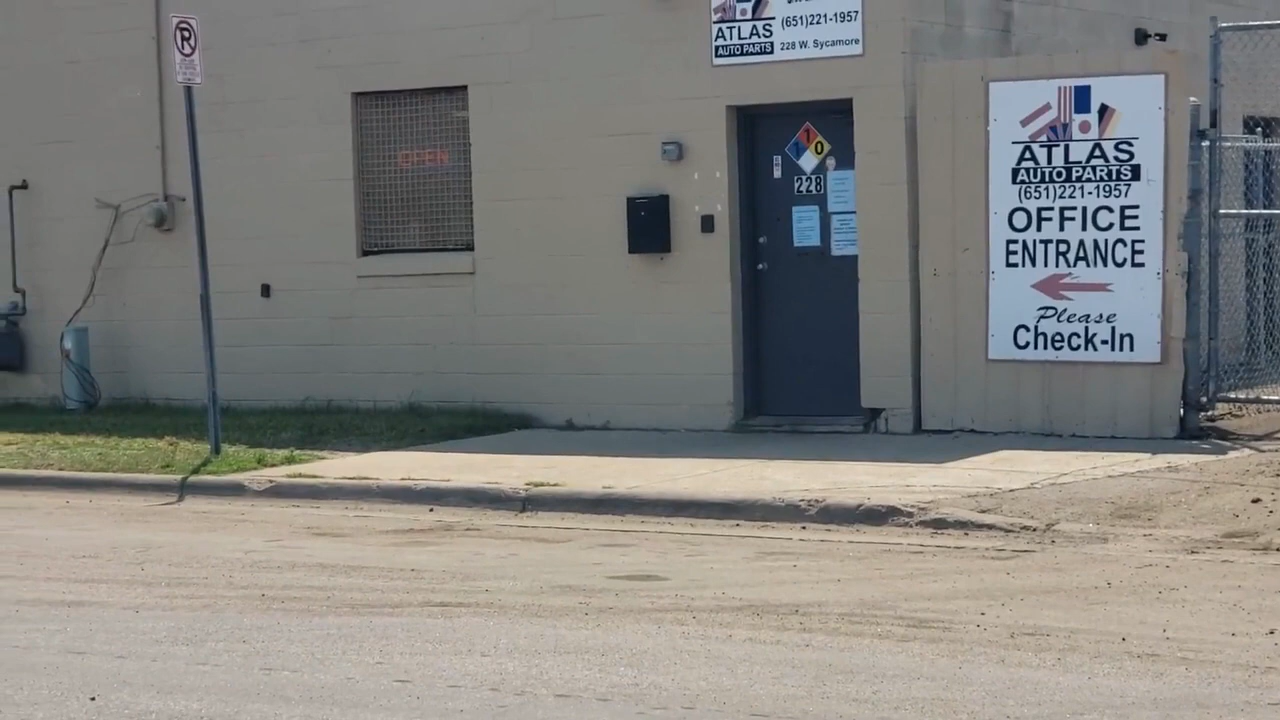 P
ATLAS
AUTO PARTS
(651)221-1957
228 W. Sycamore
OPEN
1
1 0
228
ATLAS
AUTO PARTS
(651)221-1957
OFFICE
ENTRANCE
Please
Check-In